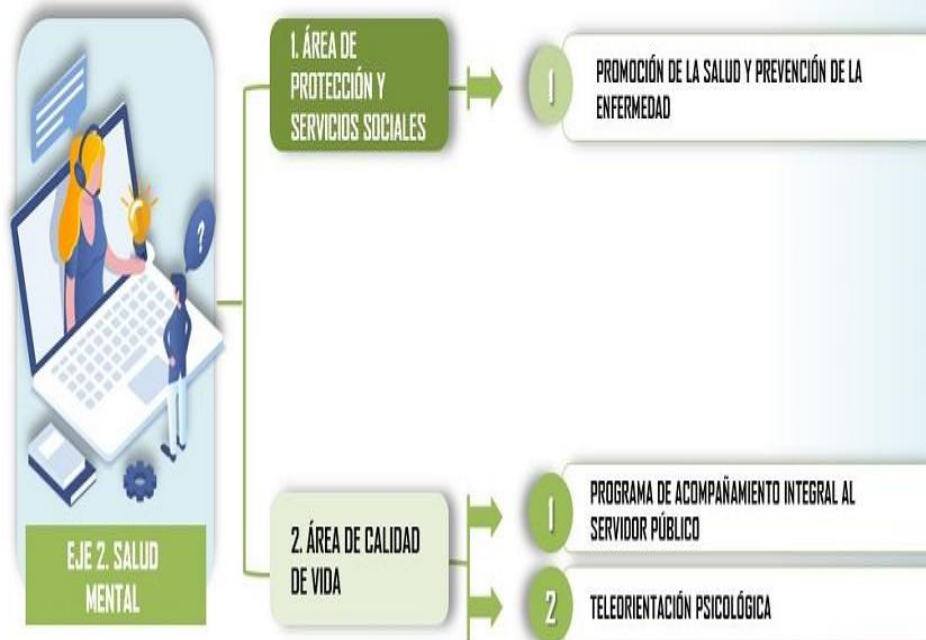 1. ÁREA DE
PROTECCIÓN Y
SERVICIOS SOCIALES
1
PROMOCIÓN DE LA SALUD Y PREVENCIÓN DE LA
ENFERMEDAD
?
EJE 2. SALUD
MENTAL
2. ÁREA DE CALIDAD
DE VIDA
1
PROGRAMA DE ACOMPAÑAMIENTO INTEGRAL AL
SERVIDOR PÚBLICO
2
TELEORIENTACIÓN PSICOLÓGICA